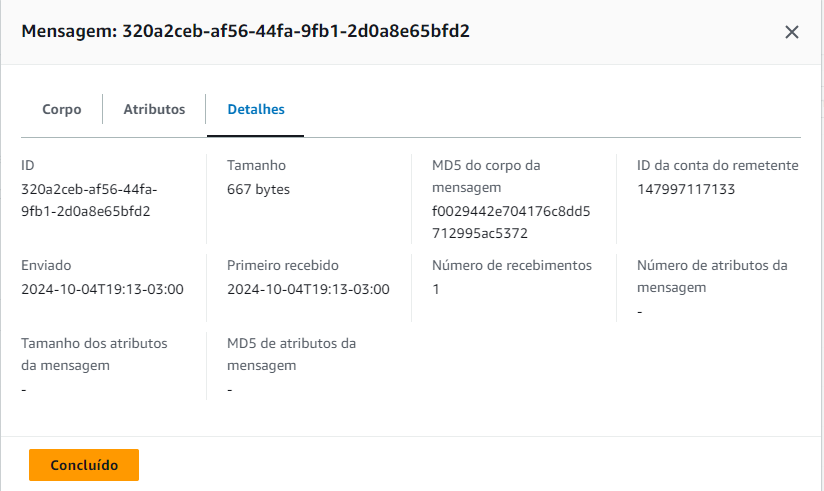 Mensagem: 320a2ceb-af56-44fa-9fb1-2d0a8e65bfd2
Corpo
Atributos
Detalhes
ID
320a2ceb-af56-44fa-
9fb1-2d0a8e65bfd2
Tamanho
667 bytes
MD5 do corpo da
mensagem
f0029442e704176c8dd5
712995ac5372
ID da conta do remetente
147997117133
Enviado
2024-10-04T19:13-03:00
Primeiro recebido
2024-10-04T19:13-03:00
Número de recebimentos
1
Número de atributos da
mensagem
-
Tamanho dos atributos
da mensagem
-
MD5 de atributos da
mensagem
-
Concluído